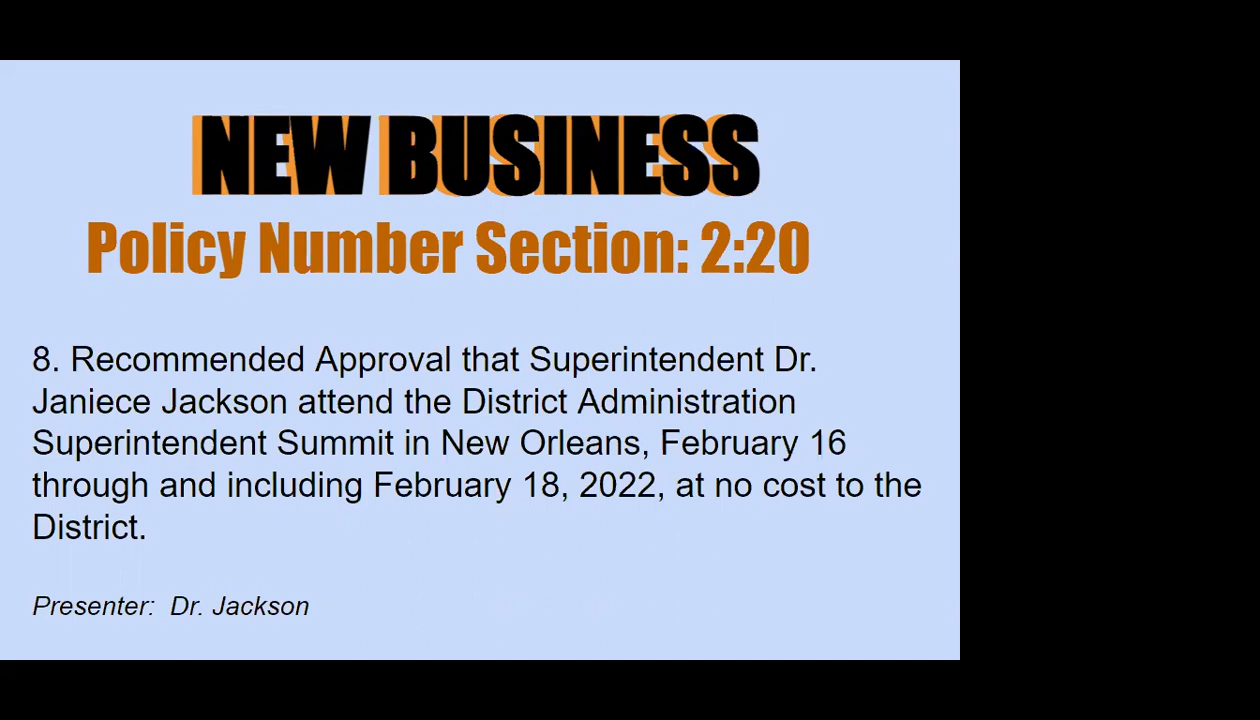 NEW BUSINESS
Policy Number Section: 2:20
8. Recommended Approval that Superintendent Dr.
Janiece Jackson attend the District Administration
Superintendent Summit in New Orleans, February 16
through and including February 18, 2022, at no cost to the
District.
Presenter: Dr. Jackson